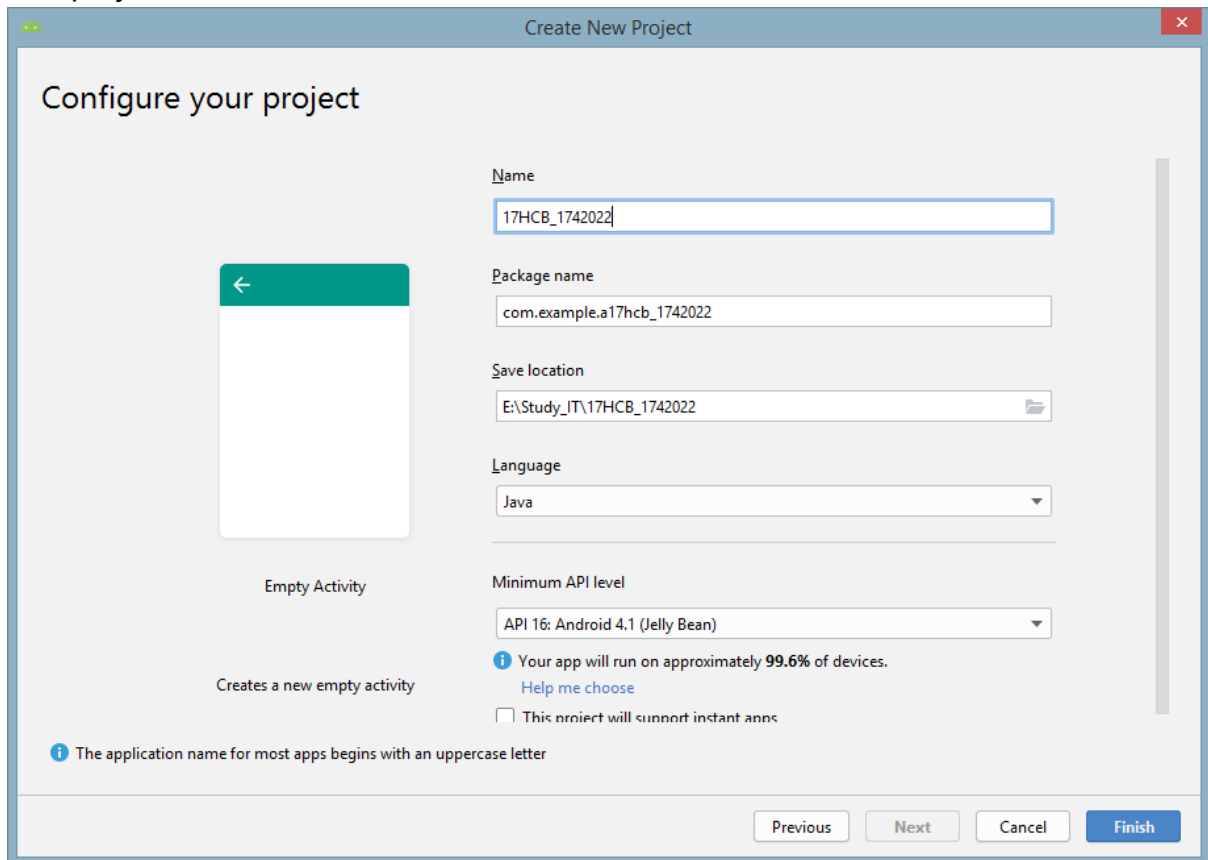 Create New Project
Configure your project
Name
17HCB_1742022
Package name
com.example.a17hcb_1742022
Save location
E:\Study_IT\17HCB_1742022
Language
Java
Empty Activity
Minimum API level
API 16: Android 4.1 (Jelly Bean)
Your app will run on approximately 99.6% of devices.
Help me choose
Creates a new empty activity
This project will support instant apps
The application name for most apps begins with an uppercase letter
Previous
Next
Cancel
Finish